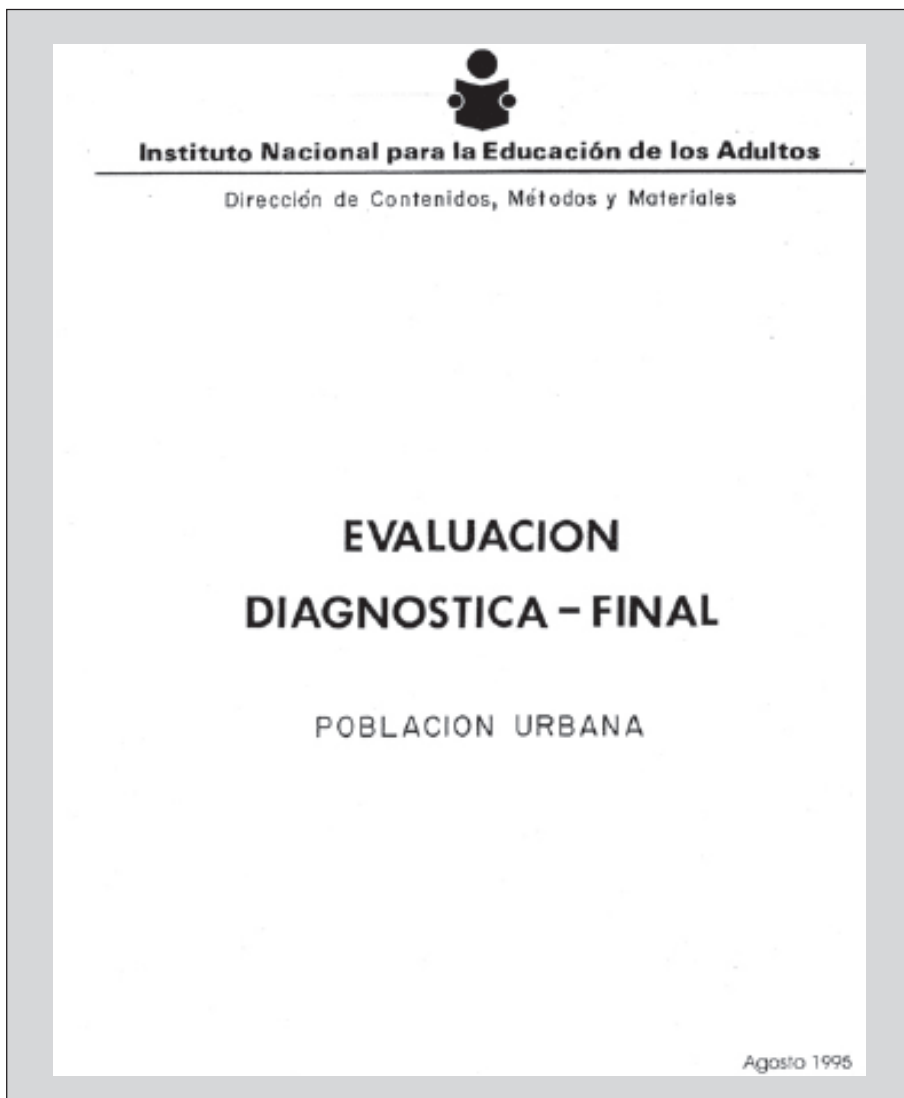 Instituto Nacional para la Educación de los Adultos
Dirección de Contenidos, Métodos y Materiales
EVALUACION
DIAGNOSTICA – FINAL
POBLACION URBANA
Agosto 1995